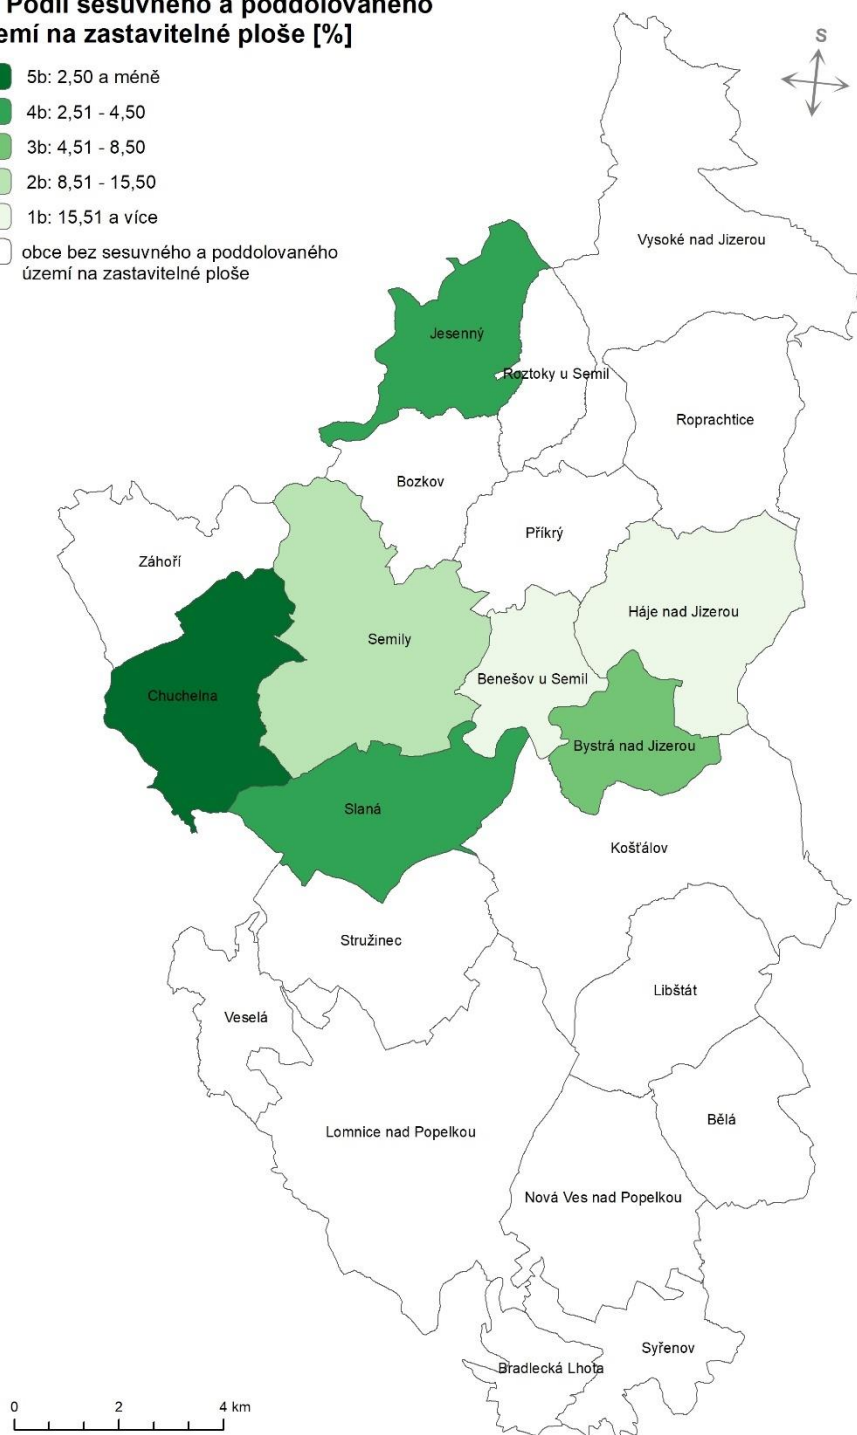 Podíl sesuvného a poddolovaného
zemí na zastavitelné ploše [%]
5b: 2,50 a méně
4b: 2,51 - 4,50
3b: 4,51 - 8,50
2b: 8,51 - 15,50
1b: 15,51 a více
obce bez sesuvného a poddolovaného
území na zastavitelné ploše
S
Vysoké nad Jizerou
Jesenný
Roztoky u Semil
Roprachtice
Bozkov
Příkrý
Záhoří
Háje nad Jizerou
Semily
Benešov u Semil
Chuchelna
Bystrá nad Jizerou
Slaná
Košťálov
Stružinec
Libštát
Veselá
Bělá
Lomnice nad Popelkou
Nová Ves nad Popelkou
Syřenov
Bradlecká Lhota
0 2 4 km